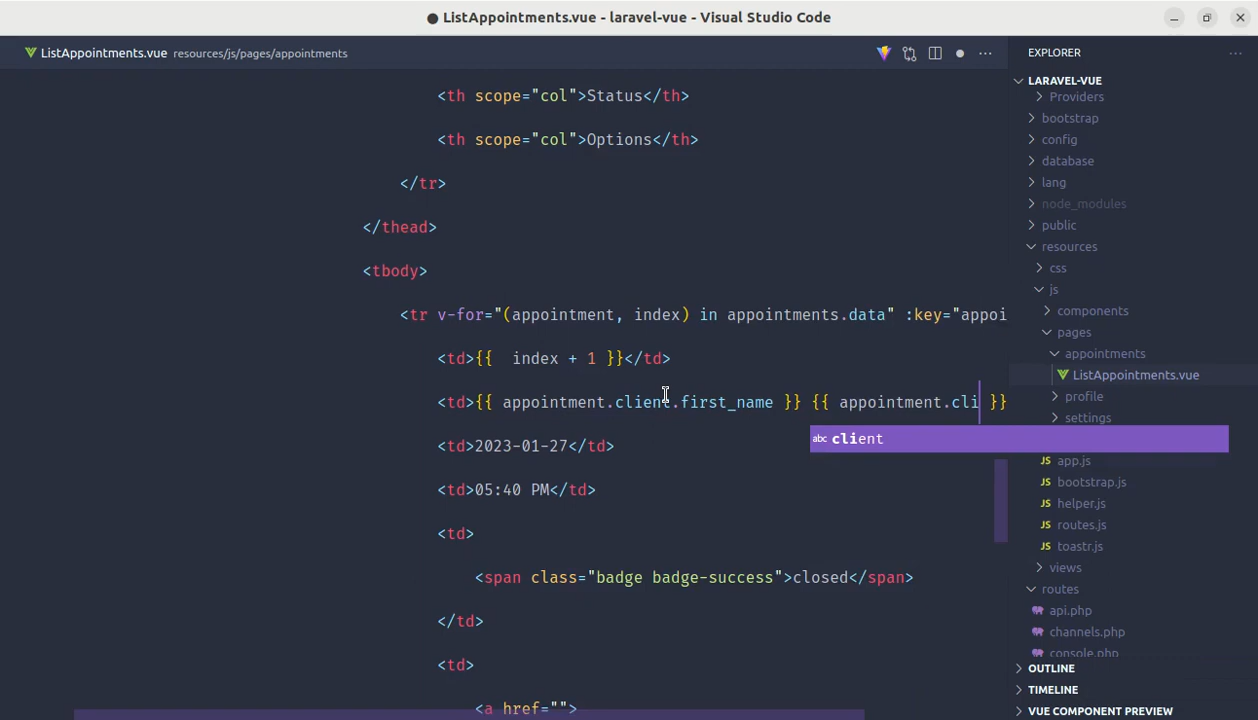 ● ListAppointments.vue - laravel-vue - Visual Studio Code
ListAppointments.vue resources/js/pages/appointments
<th scope="col">Status</th>
<th scope="col">Options</th>
</tr>
</thead>
<tbody>
<tr v-for="(appointment, index) in appointments.data" :key="appoi
<td>{{  index + 1 }}</td>
<td>{{ appointment.client.first_name }} {{ appointment.cli }}
abc client
<td>2023-01-27</td>
<td>05:40 PM</td>
<td>
<span class="badge badge-success">closed</span>
</td>
<td>
<a href="">
EXPLORER
LARAVEL-VUE
Providers
bootstrap
config
database
lang
node_modules
public
resources
css
js
components
pages
appointments
ListAppointments.vue
profile
settings
JS app.js
JS bootstrap.js
JS helper.js
JS routes.js
JS toastr.js
views
routes
api.php
channels.php
console.php
OUTLINE
TIMELINE
VUE COMPONENT PREVIEW